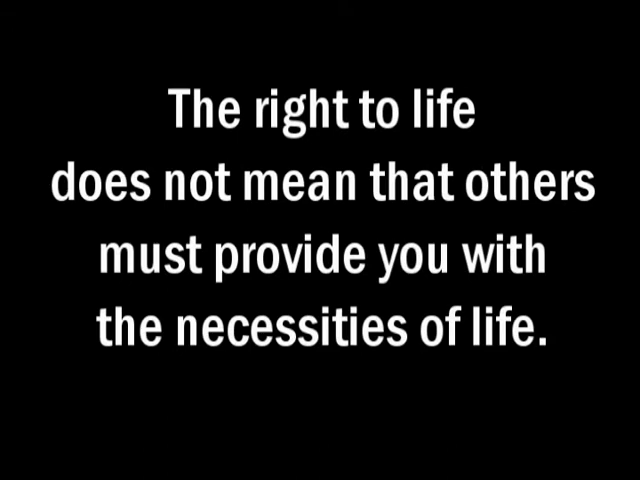 The right to life
does not mean that others
must provide you with
the necessities of life.